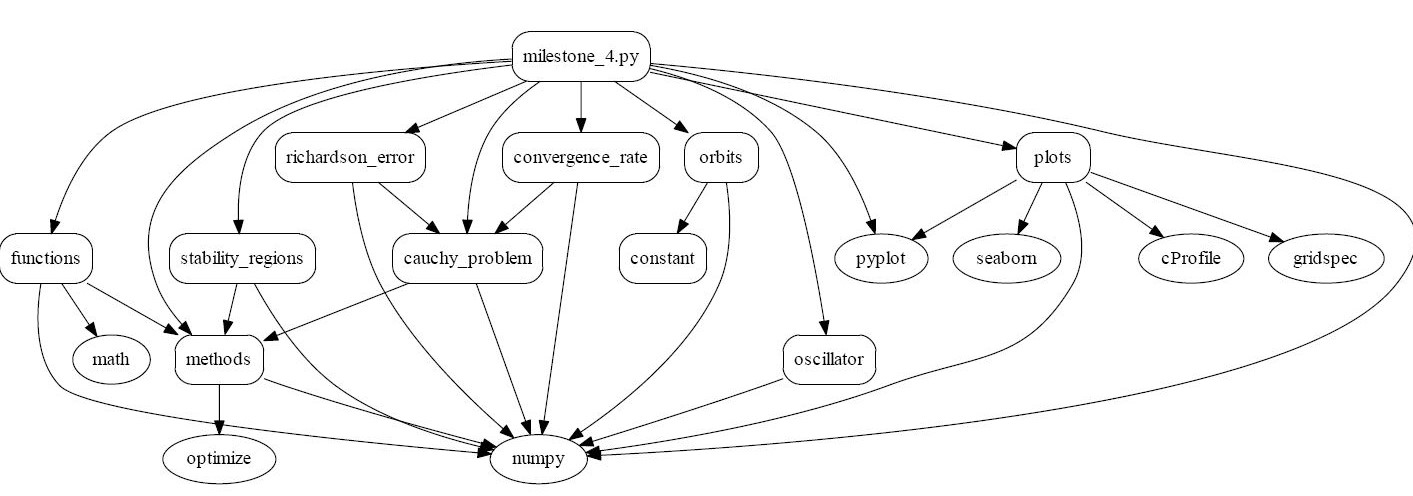 milestone_4.py
richardson_error
convergence_rate
orbits
plots
functions
stability_regions
cauchy_problem
constant
pyplot
seaborn
cProfile
gridspec
math
methods
oscillator
optimize
numpy